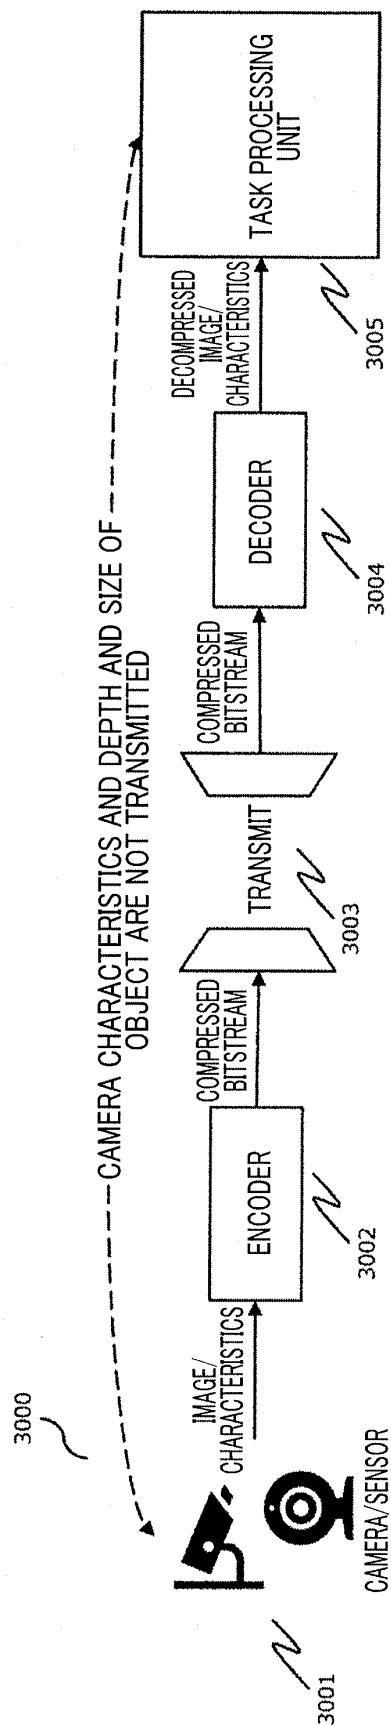 3000
CAMERA CHARACTERISTICS AND DEPTH AND SIZE OF
OBJECT ARE NOT TRANSMITTED
IMAGE/
CHARACTERISTICS
ENCODER
COMPRESSED
BITSTREAM
TRANSMIT
COMPRESSED
BITSTREAM
DECODER
DECOMPRESSED
IMAGE/
CHARACTERISTICS
TASK PROCESSING
UNIT
CAMERA/SENSOR
3001
3002
3003
3004
3005